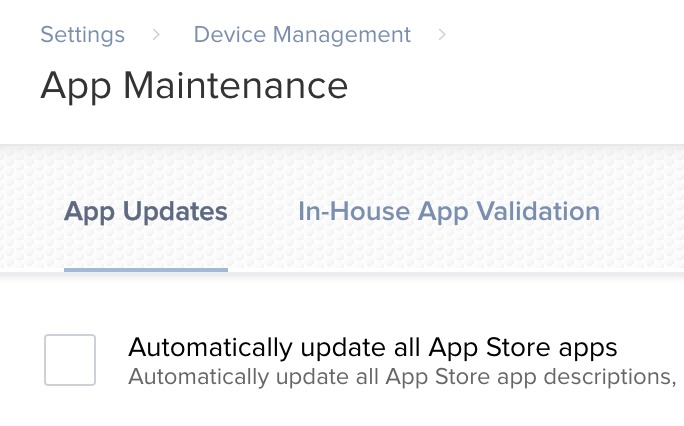 Settings > Device Management >
App Maintenance
App Updates In-House App Validation
Automatically update all App Store apps
Automatically update all App Store app descriptions,